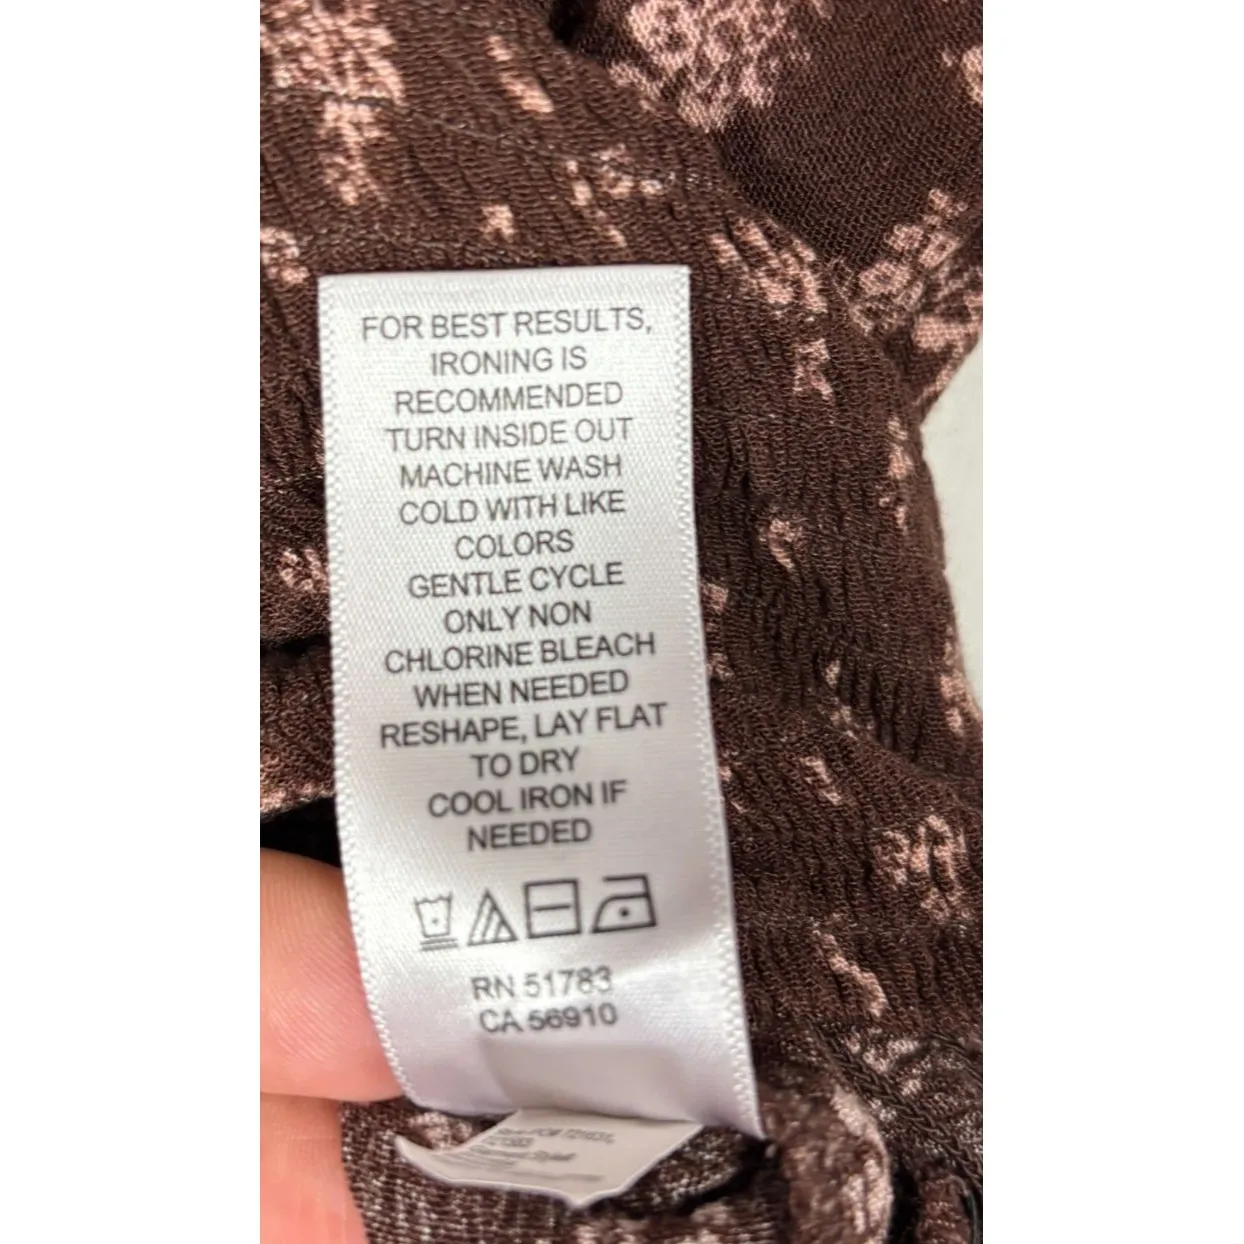 FOR BEST RESULTS,
IRONING IS
RECOMMENDED
TURN INSIDE OUT
MACHINE WASH
COLD WITH LIKE
COLORS
GENTLE CYCLE
ONLY NON
CHLORINE BLEACH
WHEN NEEDED
RESHAPE, LAY FLAT
TO DRY
COOL IRON IF
NEEDED
RN 51783
CA 56910